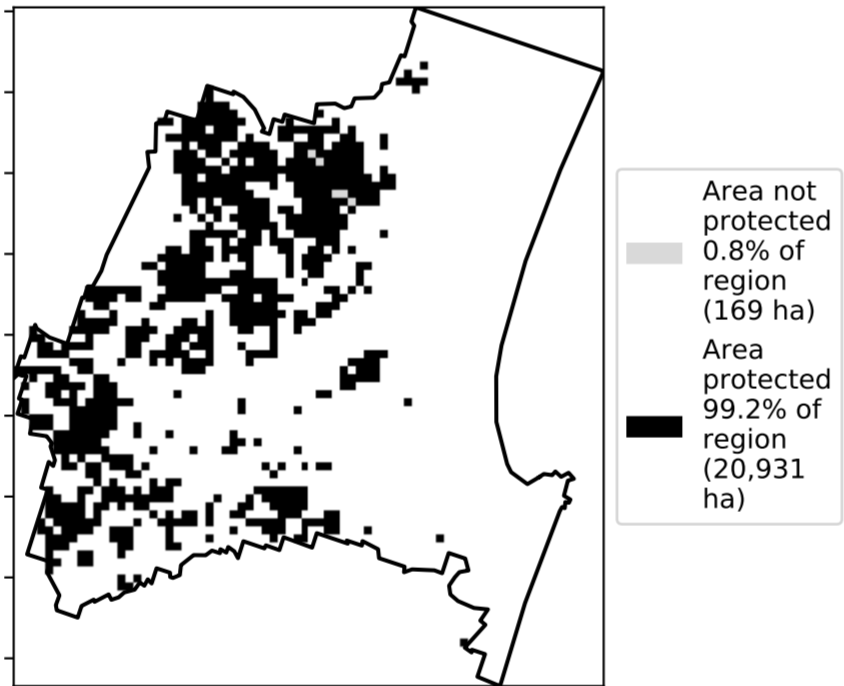 Area not
protected
0.8% of
region
(169 ha)
Area
protected
99.2% of
region
(20,931
ha)